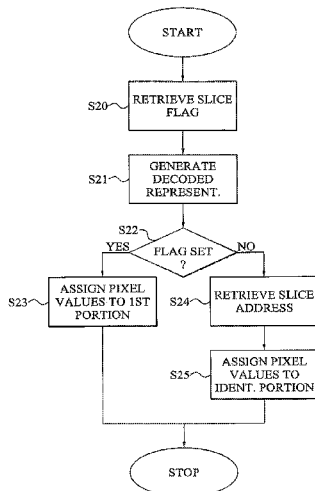 START
S20
RETRIEVE SLICE
FLAG
S21
GENERATE
DECODED
REPRESENT.
S22
YES
FLAG SET
?
NO
S23
ASSIGN PIXEL
VALUES TO 1ST
PORTION
S24
RETRIEVE SLICE
ADDRESS
S25
ASSIGN PIXEL
VALUES TO
IDENT. PORTION
STOP